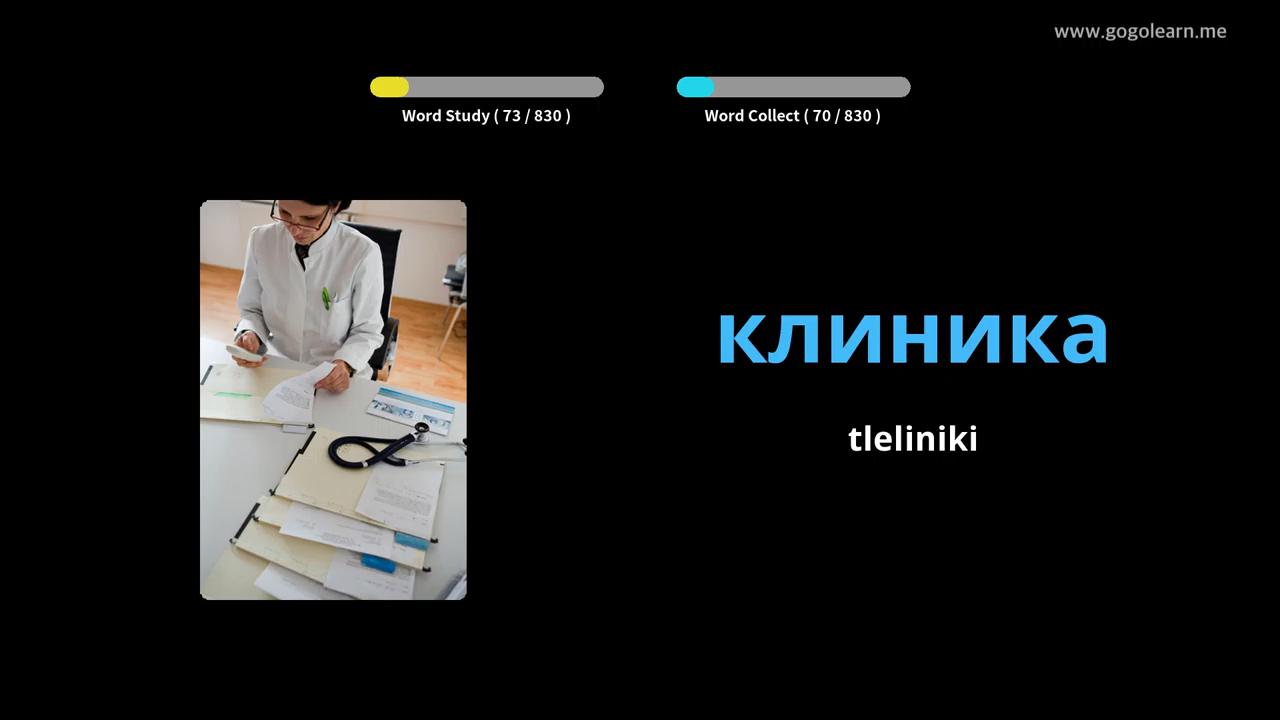 www.gogolearn.me
Word Study ( 73 / 830 )
Word Collect ( 70 / 830 )
клиника
tleliniki